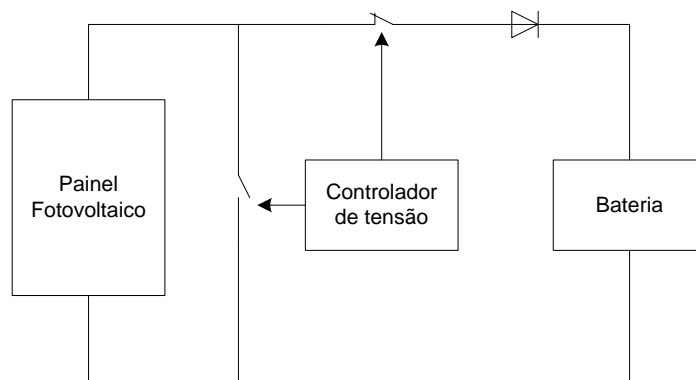 Painel
Fotovoltaico
Controlador
de tensão
Bateria